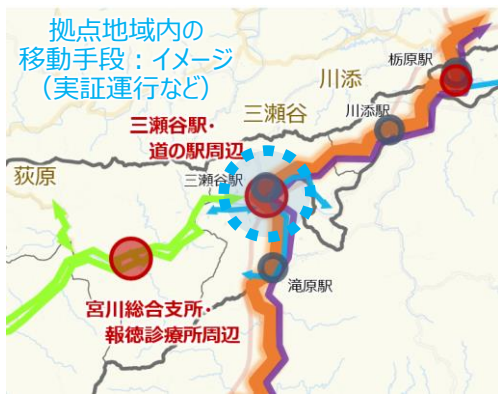 拠点地域内の
移動手段：イメージ
（実証運行など）
栃原駅
川添
川添駅
三瀬谷
三瀬谷駅・
道の駅周辺
三瀬谷駅
荻原
滝原駅
宮川総合支所・
報徳診療所周辺